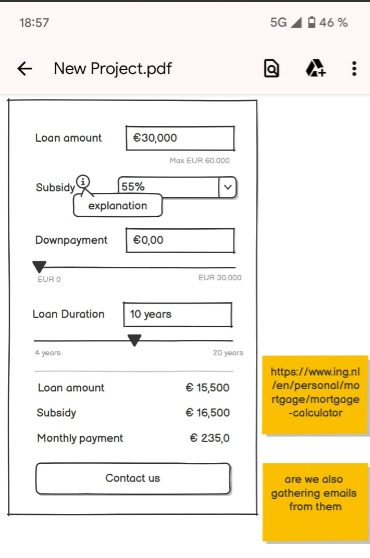 18:57 5G 46 %
New Project.pdf
Loan amount €30,000
Max EUR 60.000
Subsidy i 55%
explanation
Downpayment €0,00
EUR 0 EUR 30.000
Loan Duration 10 years
4 years 20 years
Loan amount € 15,500
Subsidy € 16,500
Monthly payment € 235,0
Contact us
https://www.ing.nl
/en/personal/mo
rtgage/mortgage
-calculator
are we also
gathering emails
from them